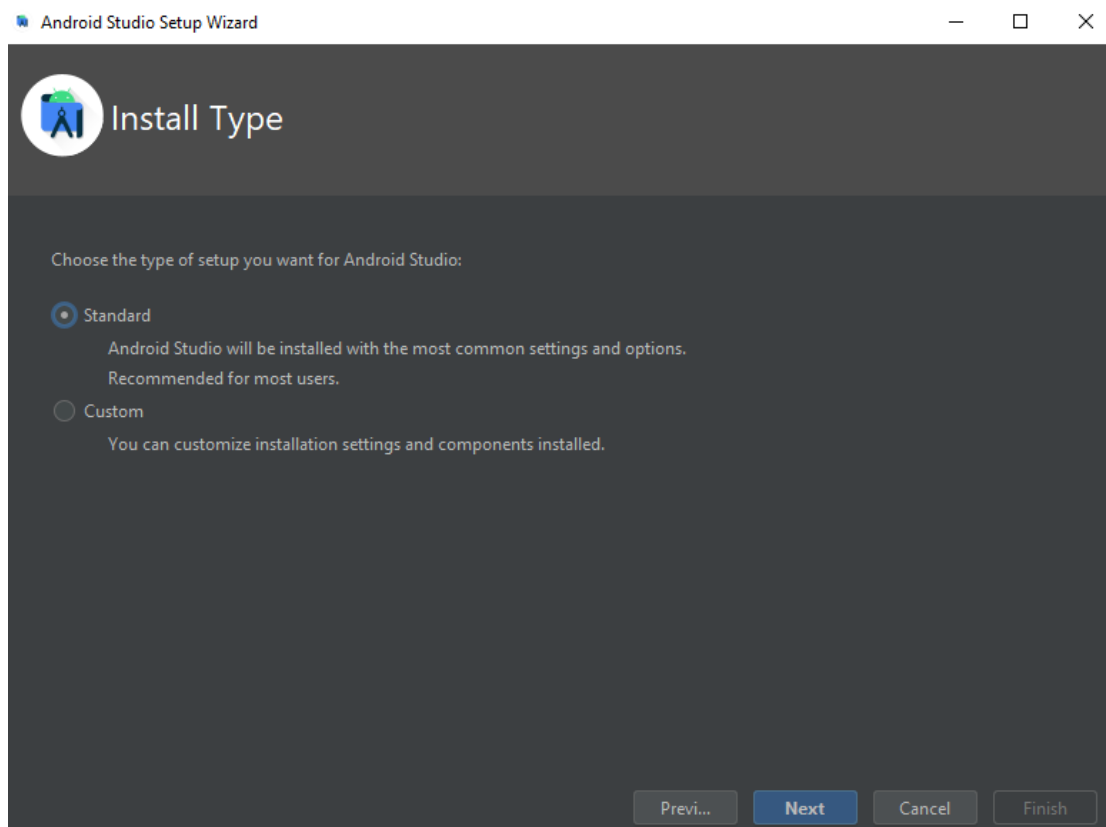 Android Studio Setup Wizard
Install Type
Choose the type of setup you want for Android Studio:
Standard
Android Studio will be installed with the most common settings and options.
Recommended for most users.
Custom
You can customize installation settings and components installed.
Previ... Next Cancel Finish